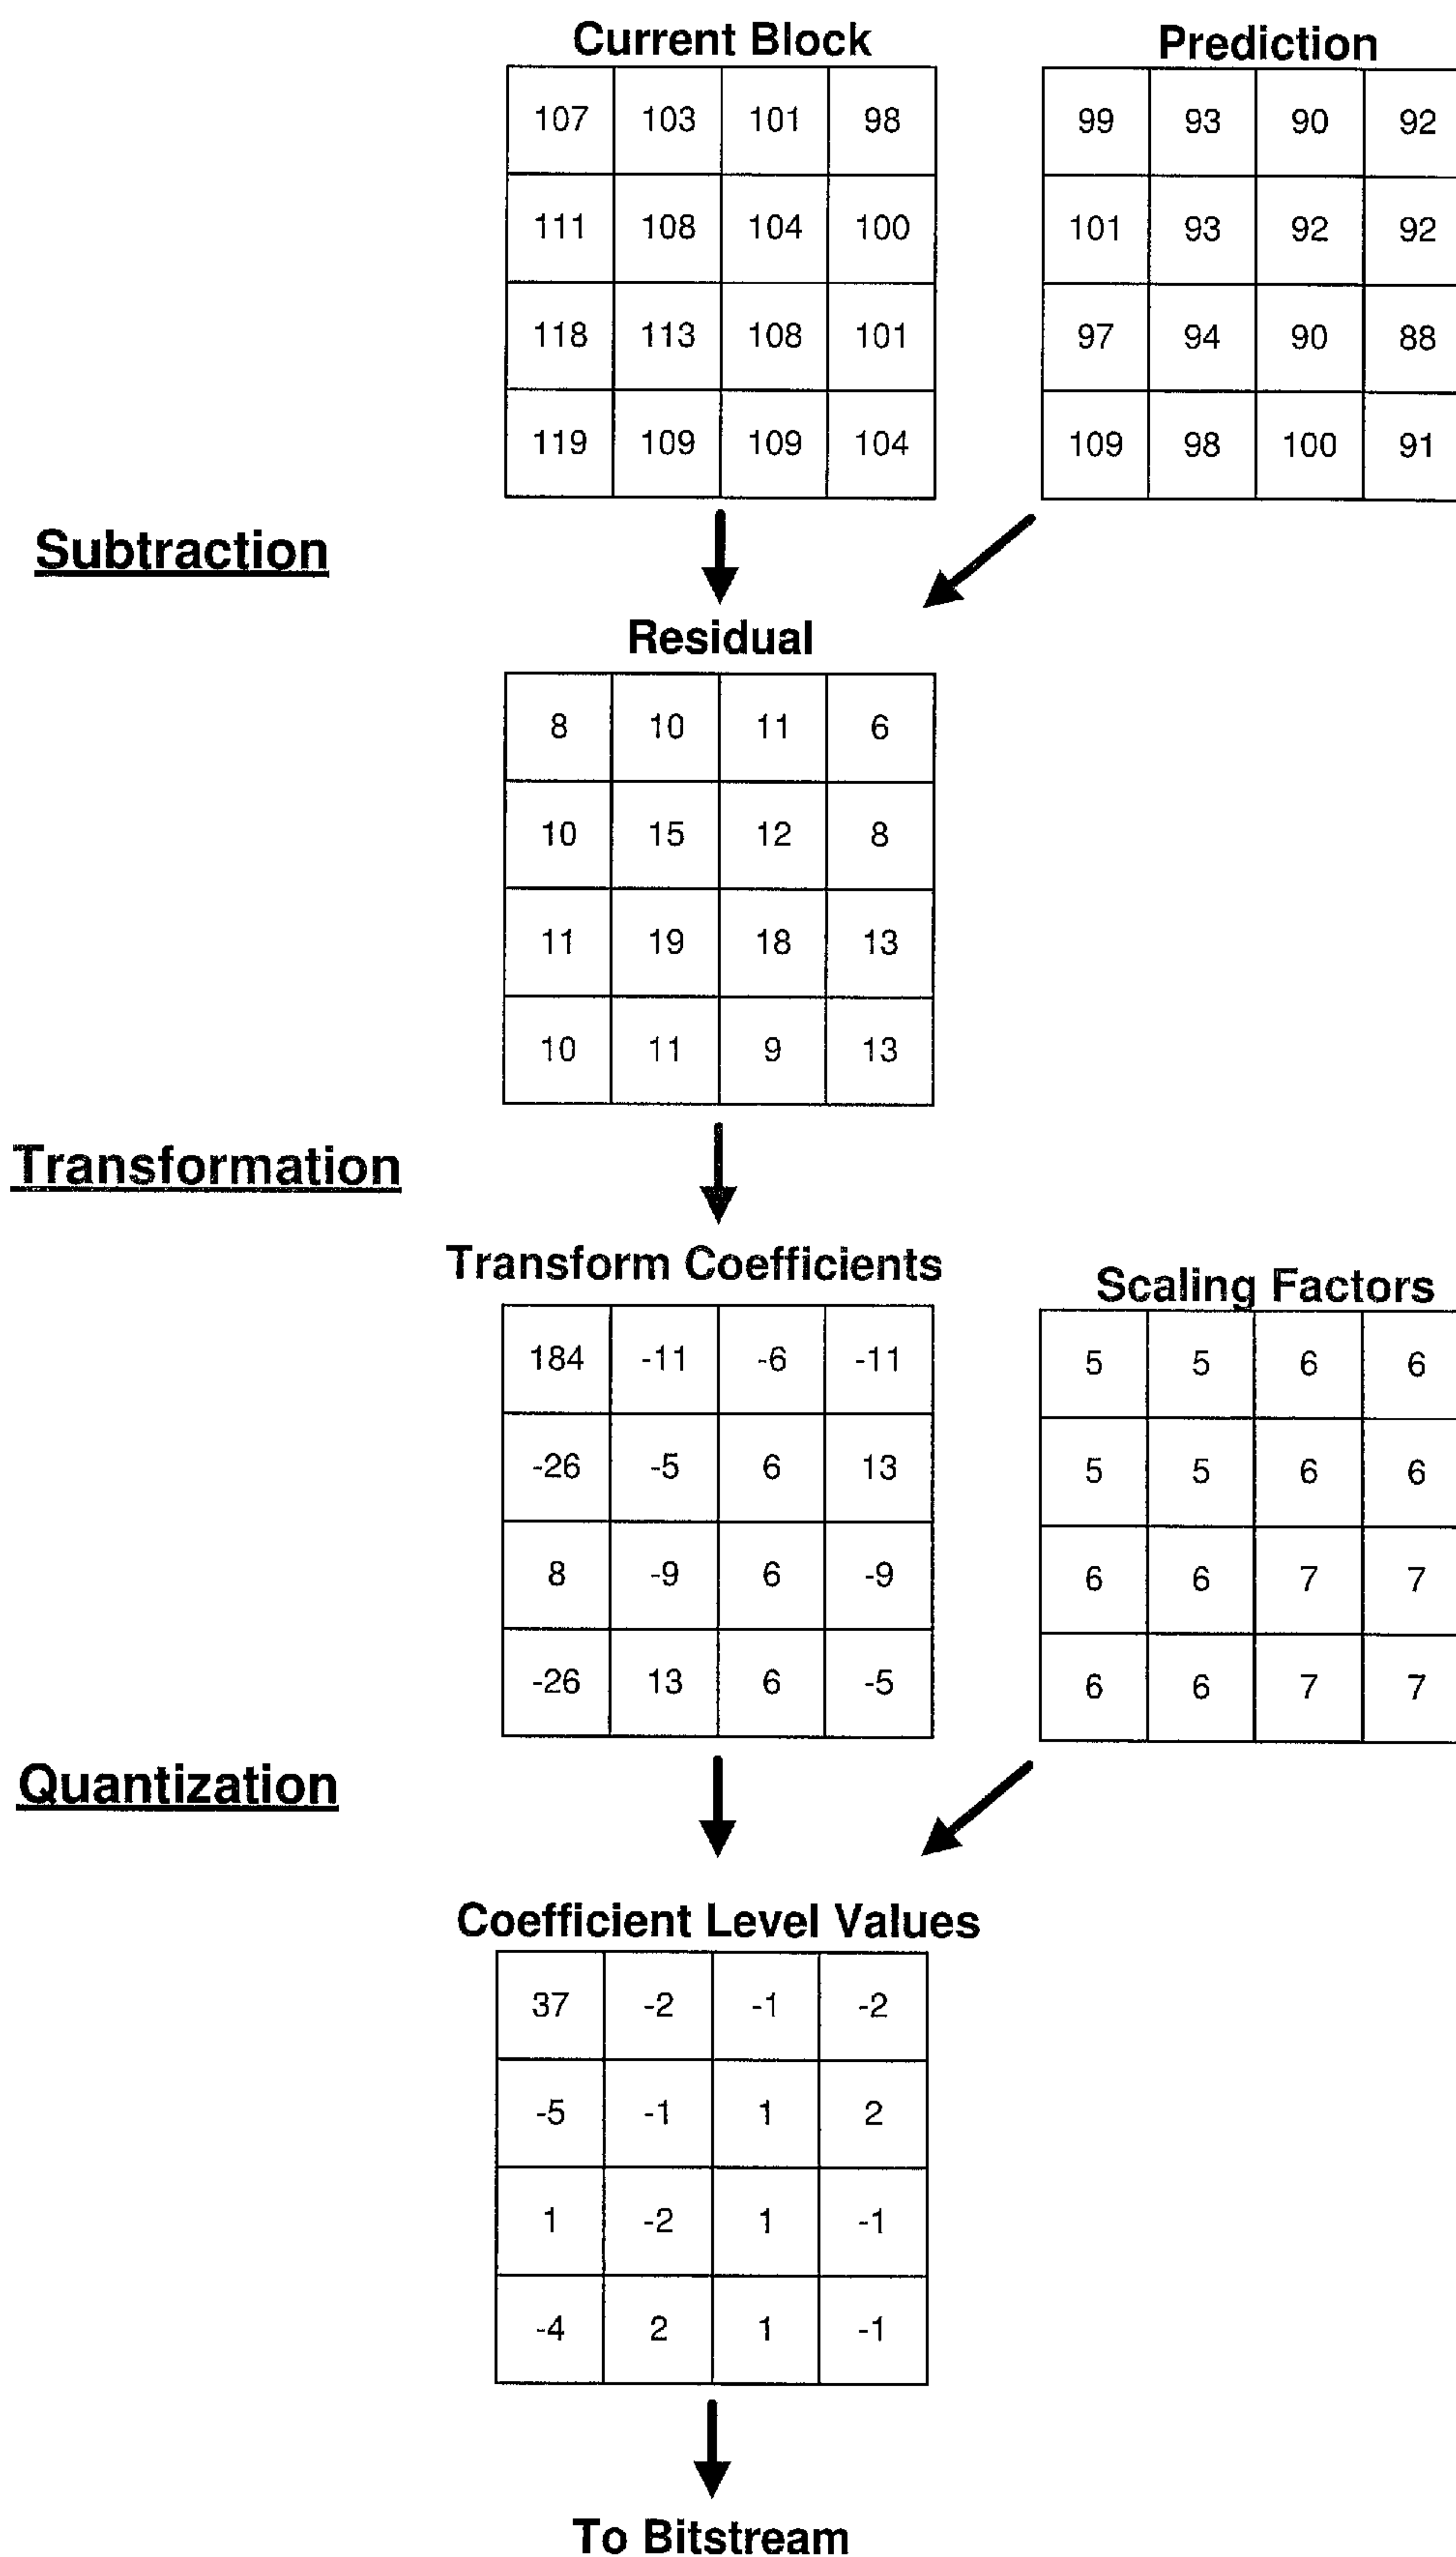 Current Block
Prediction
107 103 101 98
99 93 90 92
111 108 104 100
101 93 92 92
118 113 108 101
97 94 90 88
119 109 109 104
109 98 100 91
Subtraction
Residual
8 10 11 6
10 15 12 8
11 19 18 13
10 11 9 13
Transformation
Transform Coefficients
Scaling Factors
184 -11 -6 -11
5 5 6 6
-26 -5 6 13
5 5 6 6
8 -9 6 -9
6 6 7 7
-26 13 6 -5
6 6 7 7
Quantization
Coefficient Level Values
37 -2 -1 -2
-5 -1 1 2
1 -2 1 -1
-4 2 1 -1
To Bitstream